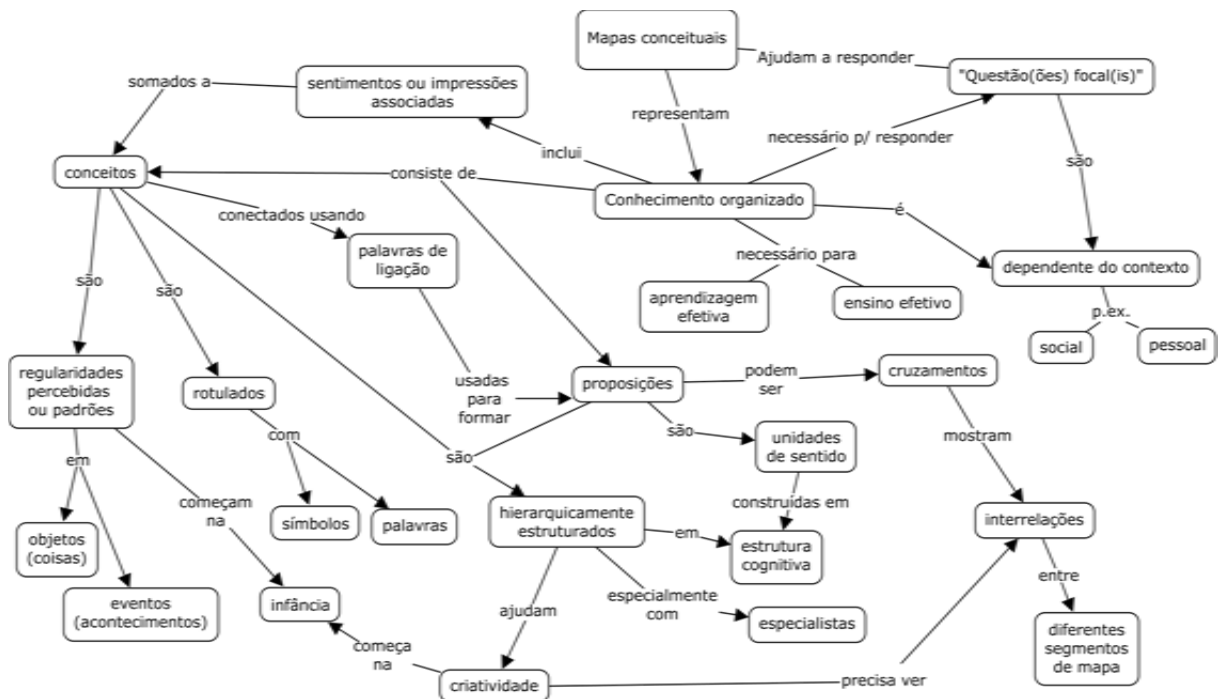 Mapas conceituais
Ajudam a responder
"Questão(ões) focal(is)"
somados a
sentimentos ou impressões
associadas
representam
necessário p/ responder
inclui
são
conceitos
consiste de
Conhecimento organizado
é
conectados usando
palavras de
ligação
necessário para
dependente do contexto
aprendizagem
efetiva
ensino efetivo
p.ex.
social
pessoal
são
são
regularidades
percebidas
ou padrões
rotulados
usadas
para
formar
proposições
podem
ser
cruzamentos
com
são
são
unidades
de sentido
mostram
em
começam
na
símbolos
palavras
hierarquicamente
estruturados
construídas em
em
estrutura
cognitiva
interrelações
objetos
(coisas)
eventos
(acontecimentos)
infância
ajudam
especialmente
com
especialistas
entre
diferentes
segmentos
de mapa
começa
na
criatividade
precisa ver